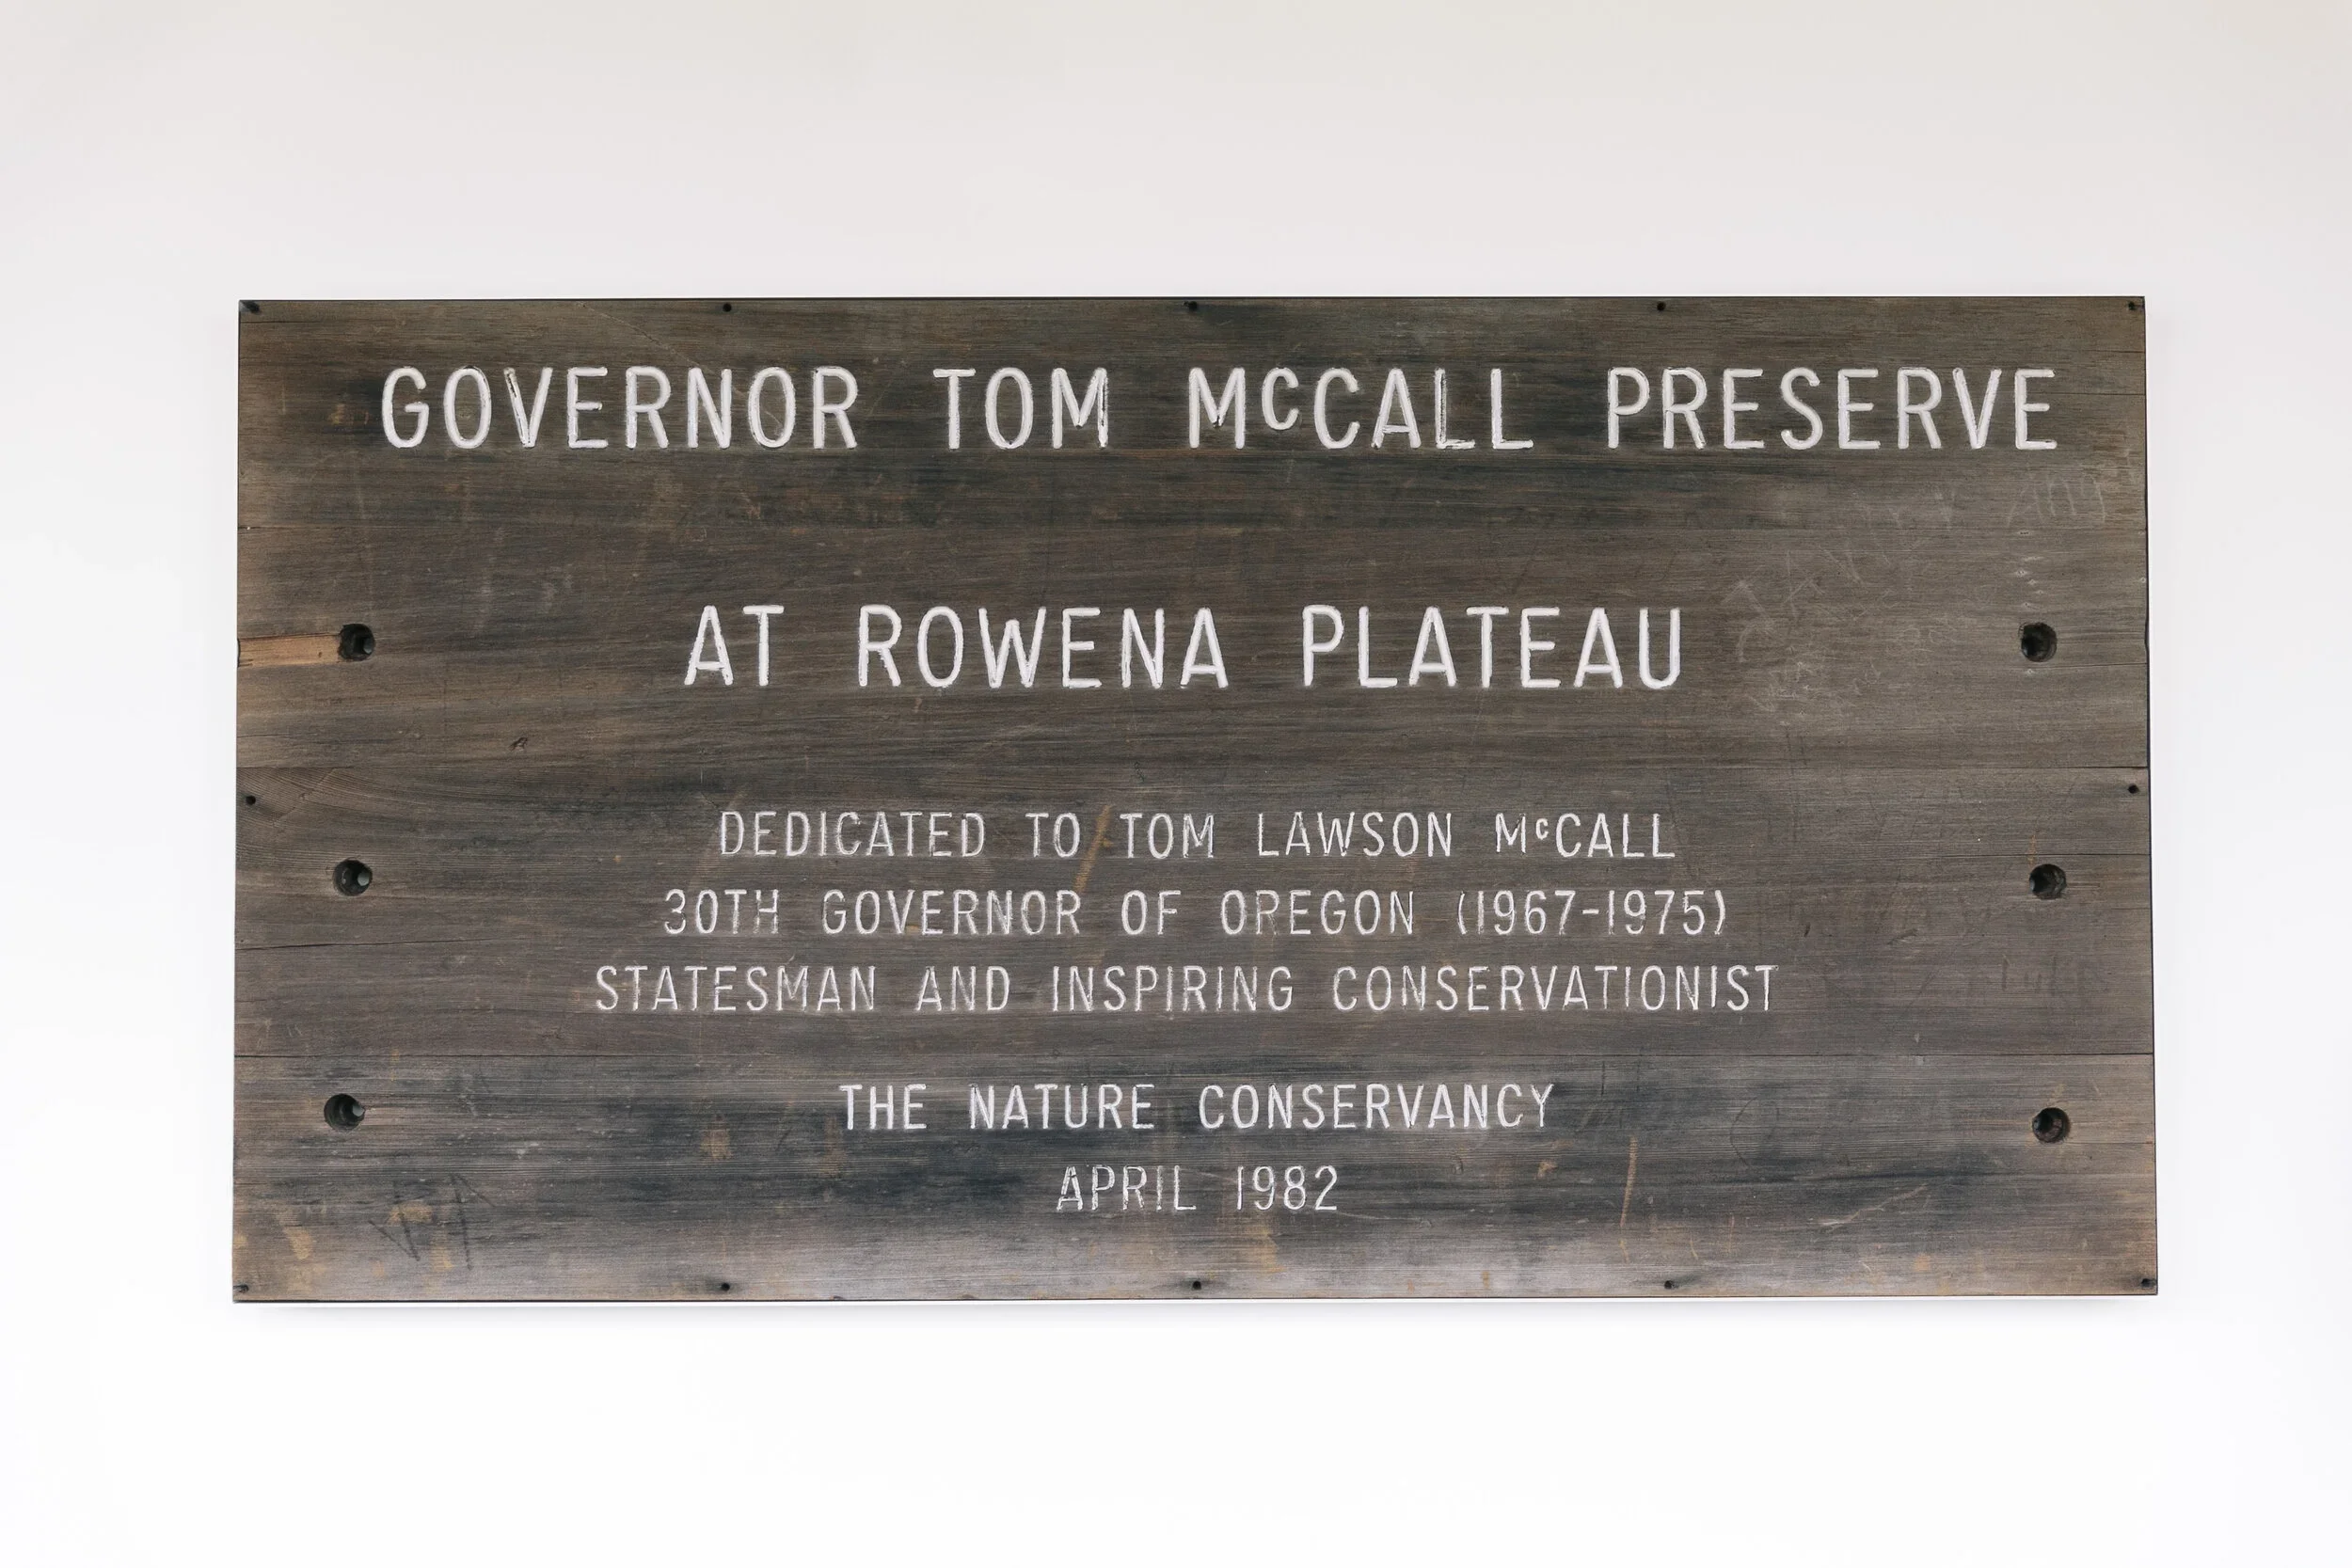 GOVERNOR TOM McCALL PRESERVE
AT ROWENA PLATEAU
DEDICATED TO TOM LAWSON McCALL
30TH GOVERNOR OF OREGON (1967-1975)
STATESMAN AND INSPIRING CONSERVATIONIST
THE NATURE CONSERVANCY
APRIL 1982